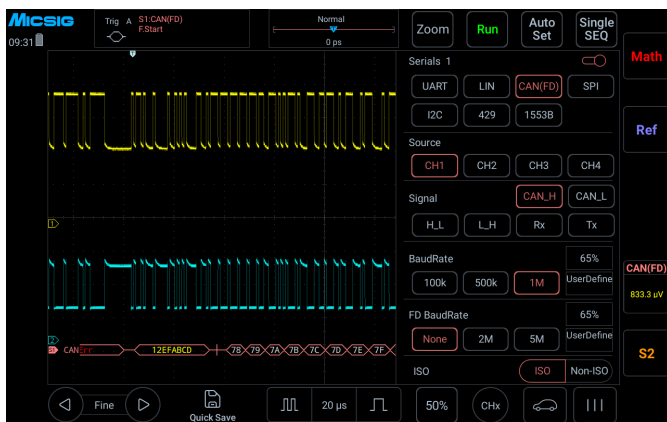 Micsig
Trig A S1:CAN(FD)
F.Start
Normal
0 ps
Zoom
Run
Auto
Set
Single
SEQ
09:31
Serials 1
UART LIN CAN(FD) SPI
I2C 429 1553B
Source
CH1 CH2 CH3 CH4
Signal CAN_H CAN_L
H_L L_H Rx Tx
BaudRate 65%
100k 500k 1M UserDefine
FD BaudRate 65%
None 2M 5M UserDefine
ISO ISO Non-ISO
Math
Ref
CAN(FD)
833.3 µV
S2
T
1
2
S1 CAN 12EFABCD 78 79 7A 7B 7C 7D 7E 7F
Fine
Quick Save
20 µs
50%
CHx